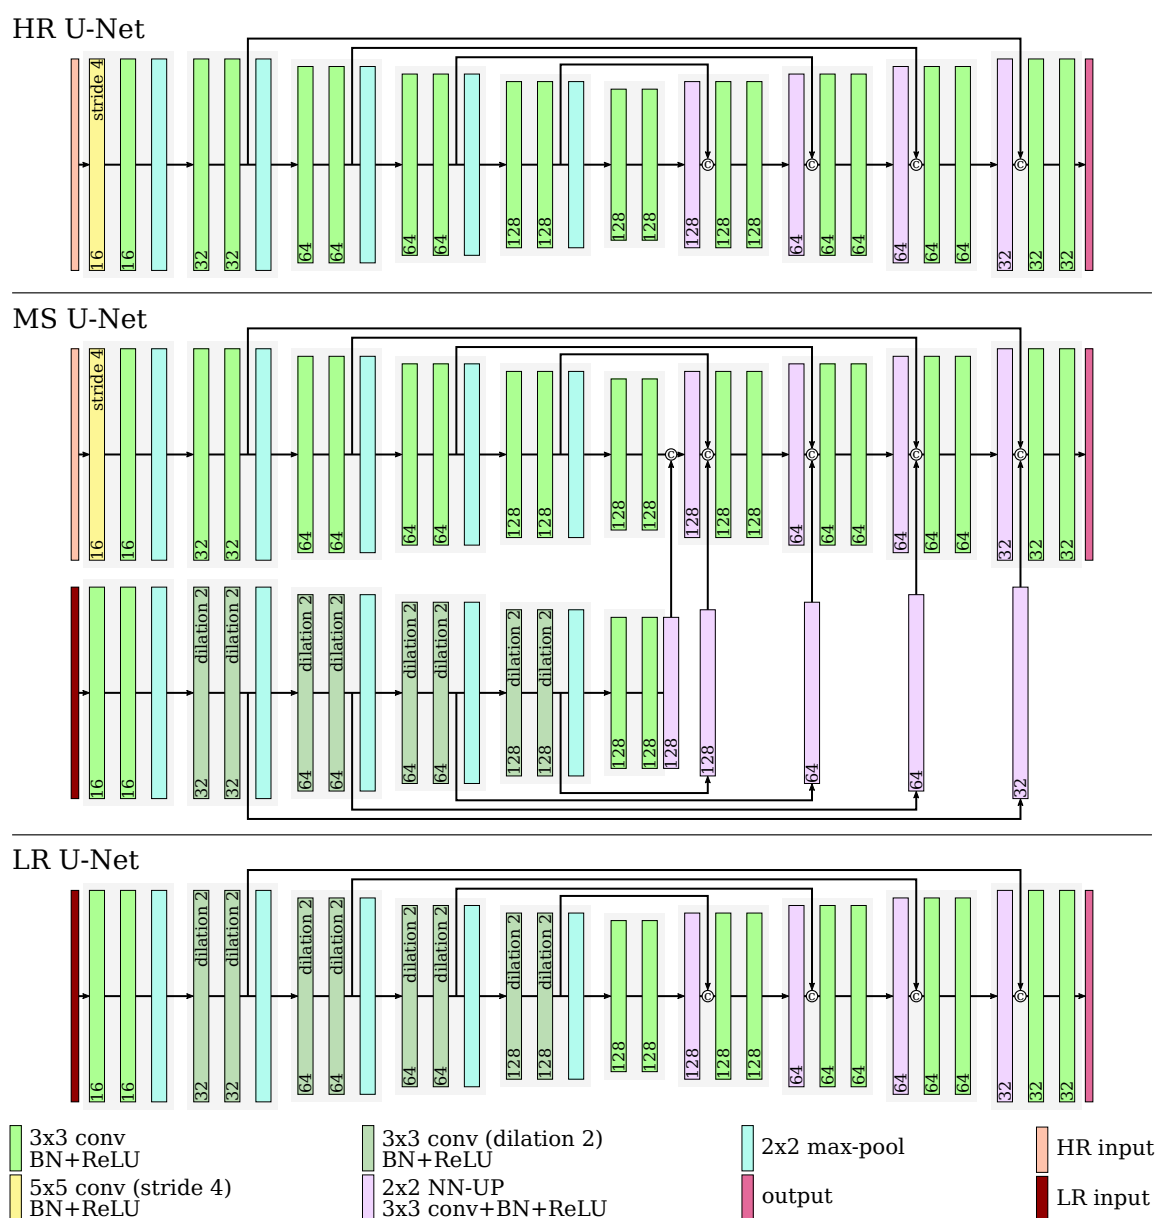 HR U-Net
stride 4
16 16 32 32 64 64 64 64 128 128 128 128 128 128 128 64 64 64 64 64 64 32 32 32
C C C C
MS U-Net
stride 4
16 16 32 32 64 64 64 64 128 128 128 128 128 128 128 64 64 64 64 64 64 32 32 32
C C C C C
dilation 2 dilation 2 dilation 2 dilation 2 dilation 2 dilation 2 dilation 2 dilation 2
16 16 32 32 64 64 64 64 128 128 128 128 128 128 64 64 32
LR U-Net
dilation 2 dilation 2 dilation 2 dilation 2 dilation 2 dilation 2 dilation 2 dilation 2
C C C C
16 16 32 32 64 64 64 64 128 128 128 128 128 128 128 64 64 64 64 64 64 32 32 32
3x3 conv
BN+ReLU
5x5 conv (stride 4)
BN+ReLU
3x3 conv (dilation 2)
BN+ReLU
2x2 NN-UP
3x3 conv+BN+ReLU
2x2 max-pool
output
HR input
LR input